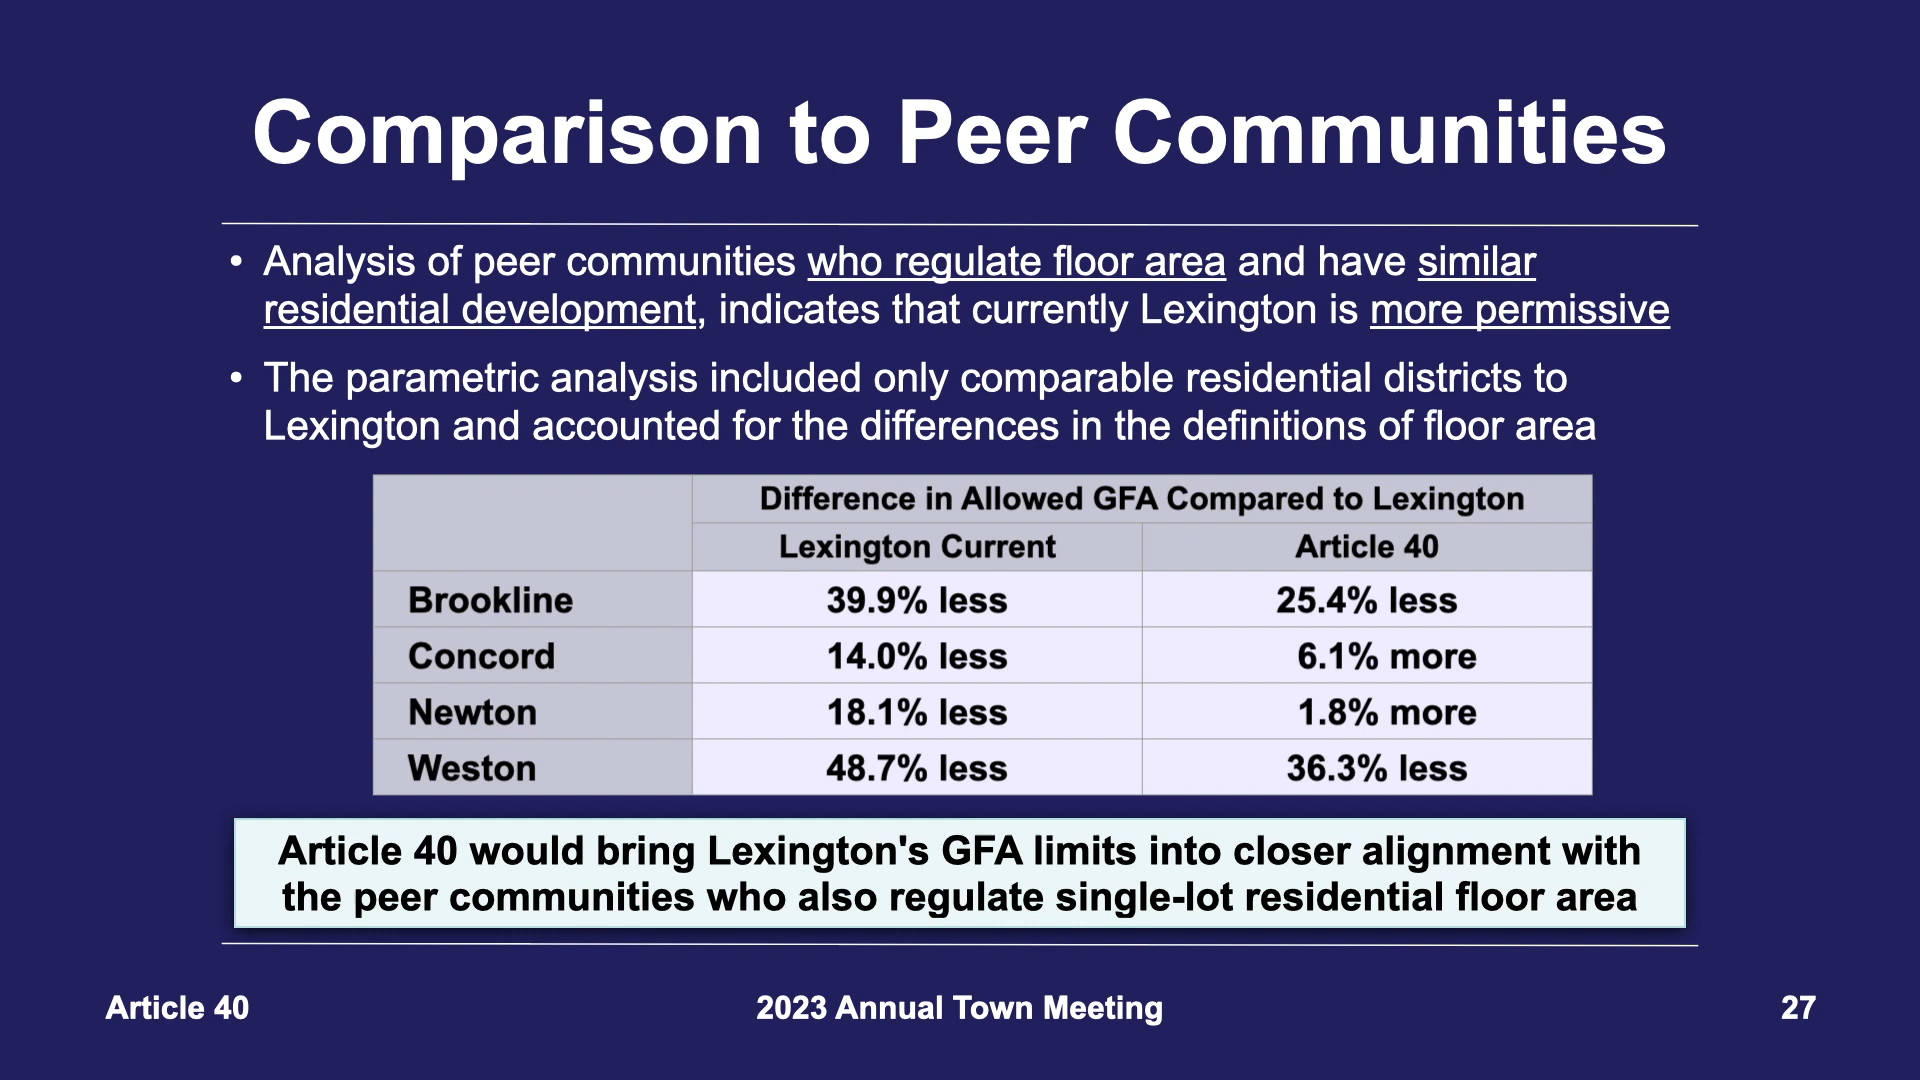 Comparison to Peer Communities
• Analysis of peer communities who regulate floor area and have similar
residential development, indicates that currently Lexington is more permissive
• The parametric analysis included only comparable residential districts to
Lexington and accounted for the differences in the definitions of floor area
Difference in Allowed GFA Compared to Lexington
Lexington Current Article 40
Brookline 39.9% less 25.4% less
Concord 14.0% less 6.1% more
Newton 18.1% less 1.8% more
Weston 48.7% less 36.3% less
Article 40 would bring Lexington's GFA limits into closer alignment with
the peer communities who also regulate single-lot residential floor area
Article 40 2023 Annual Town Meeting 27